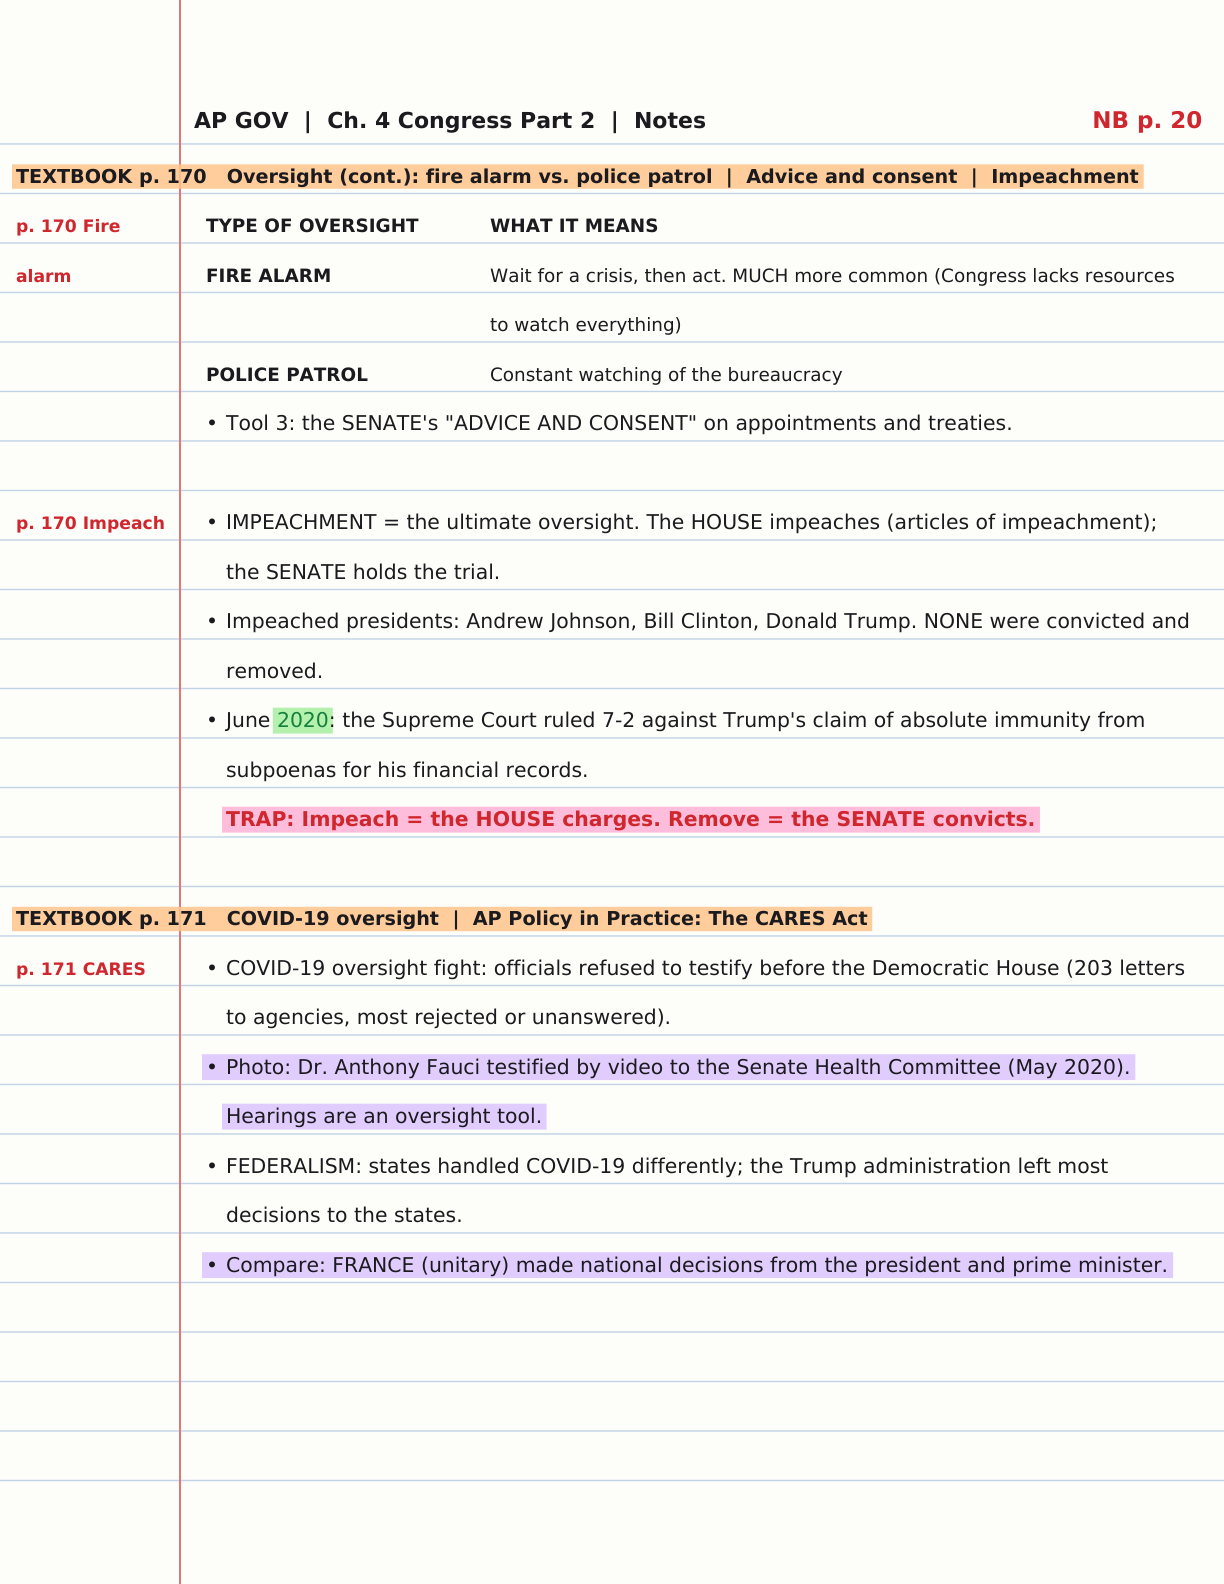 AP GOV | Ch. 4 Congress Part 2 | Notes
NB p. 20
TEXTBOOK p. 170 Oversight (cont.): fire alarm vs. police patrol | Advice and consent | Impeachment
p. 170 Fire TYPE OF OVERSIGHT WHAT IT MEANS
alarm FIRE ALARM Wait for a crisis, then act. MUCH more common (Congress lacks resources
to watch everything)
POLICE PATROL Constant watching of the bureaucracy
• Tool 3: the SENATE's "ADVICE AND CONSENT" on appointments and treaties.
p. 170 Impeach • IMPEACHMENT = the ultimate oversight. The HOUSE impeaches (articles of impeachment);
the SENATE holds the trial.
• Impeached presidents: Andrew Johnson, Bill Clinton, Donald Trump. NONE were convicted and
removed.
• June 2020: the Supreme Court ruled 7-2 against Trump's claim of absolute immunity from
subpoenas for his financial records.
TRAP: Impeach = the HOUSE charges. Remove = the SENATE convicts.
TEXTBOOK p. 171 COVID-19 oversight | AP Policy in Practice: The CARES Act
p. 171 CARES • COVID-19 oversight fight: officials refused to testify before the Democratic House (203 letters
to agencies, most rejected or unanswered).
• Photo: Dr. Anthony Fauci testified by video to the Senate Health Committee (May 2020).
Hearings are an oversight tool.
• FEDERALISM: states handled COVID-19 differently; the Trump administration left most
decisions to the states.
• Compare: FRANCE (unitary) made national decisions from the president and prime minister.